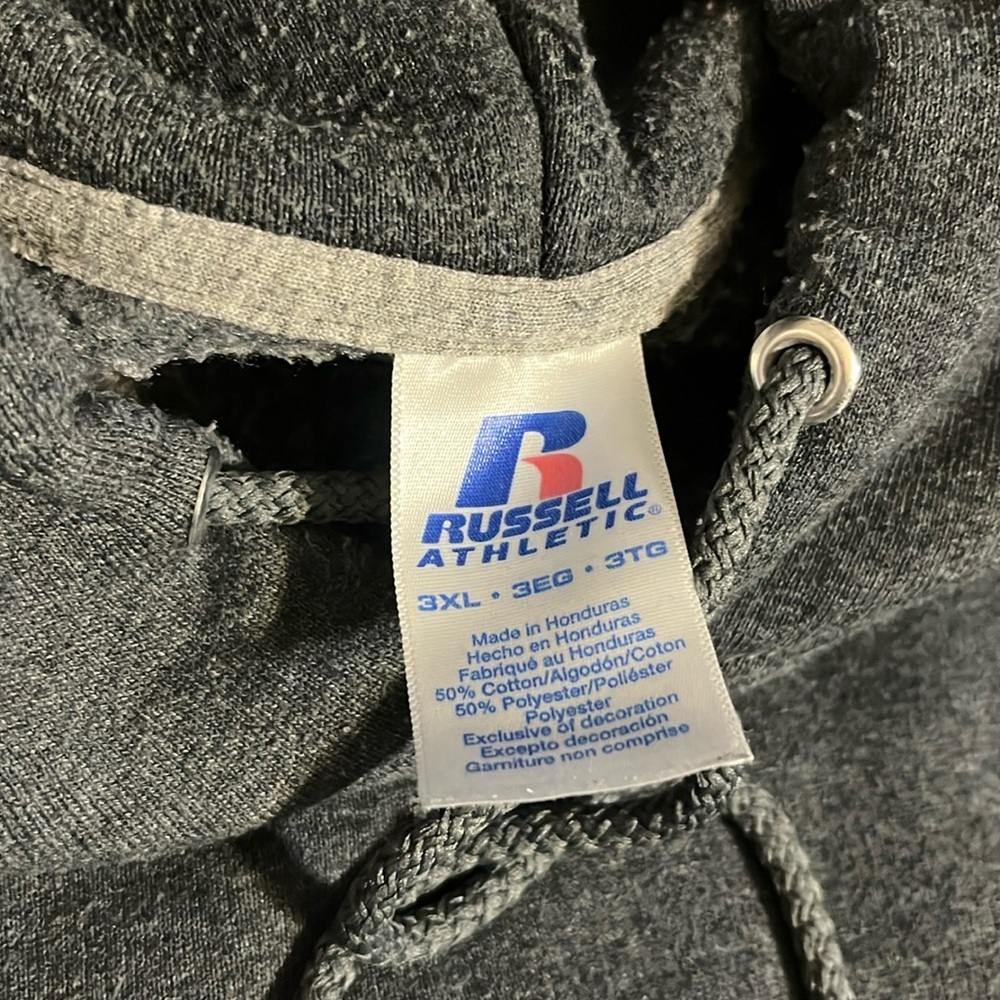 R
RUSSELL
ATHLETIC®
3XL • 3EG • 3TG
Made in Honduras
Hecho en Honduras
Fabriqué au Honduras
50% Cotton/Algodón/Coton
50% Polyester/Poliéster
Polyester
Exclusive of decoration
Excepto decoración
Garniture non comprise